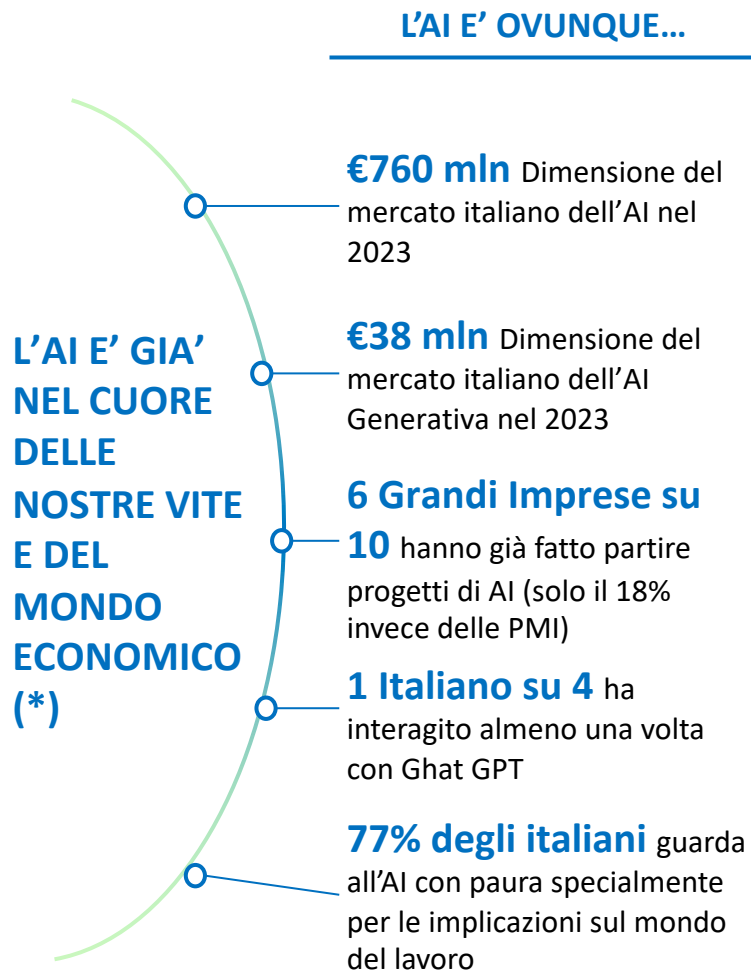 L’AI E’ OVUNQUE…
L’AI E’ GIA’
NEL CUORE
DELLE
NOSTRE VITE
E DEL
MONDO
ECONOMICO
(*)
€760 mln Dimensione del
mercato italiano dell’AI nel
2023
€38 mln Dimensione del
mercato italiano dell’AI
Generativa nel 2023
6 Grandi Imprese su
10 hanno già fatto partire
progetti di AI (solo il 18%
invece delle PMI)
1 Italiano su 4 ha
interagito almeno una volta
con Ghat GPT
77% degli italiani guarda
all’AI con paura specialmente
per le implicazioni sul mondo
del lavoro